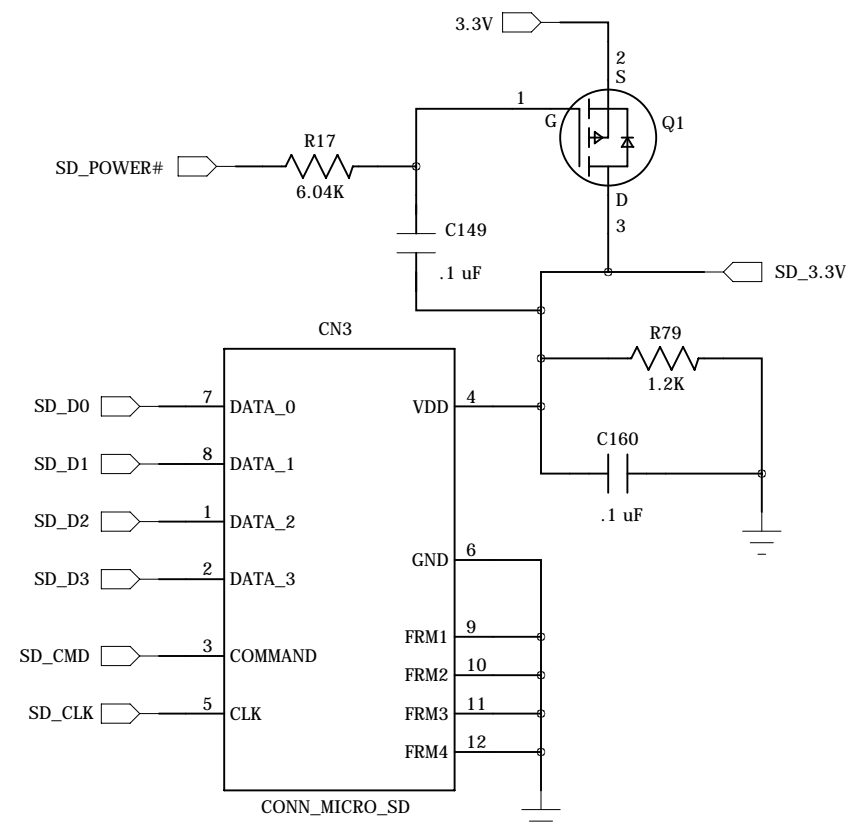 3.3V
2
S
1
G
Q1
R17
SD_POWER#
6.04K
D
3
C149
.1 uF
SD_3.3V
CN3
R79
1.2K
SD_D0
7
DATA_0
VDD
4
SD_D1
8
DATA_1
C160
.1 uF
SD_D2
1
DATA_2
SD_D3
2
DATA_3
GND
6
SD_CMD
3
COMMAND
FRM1
9
FRM2
10
SD_CLK
5
CLK
FRM3
11
FRM4
12
CONN_MICRO_SD